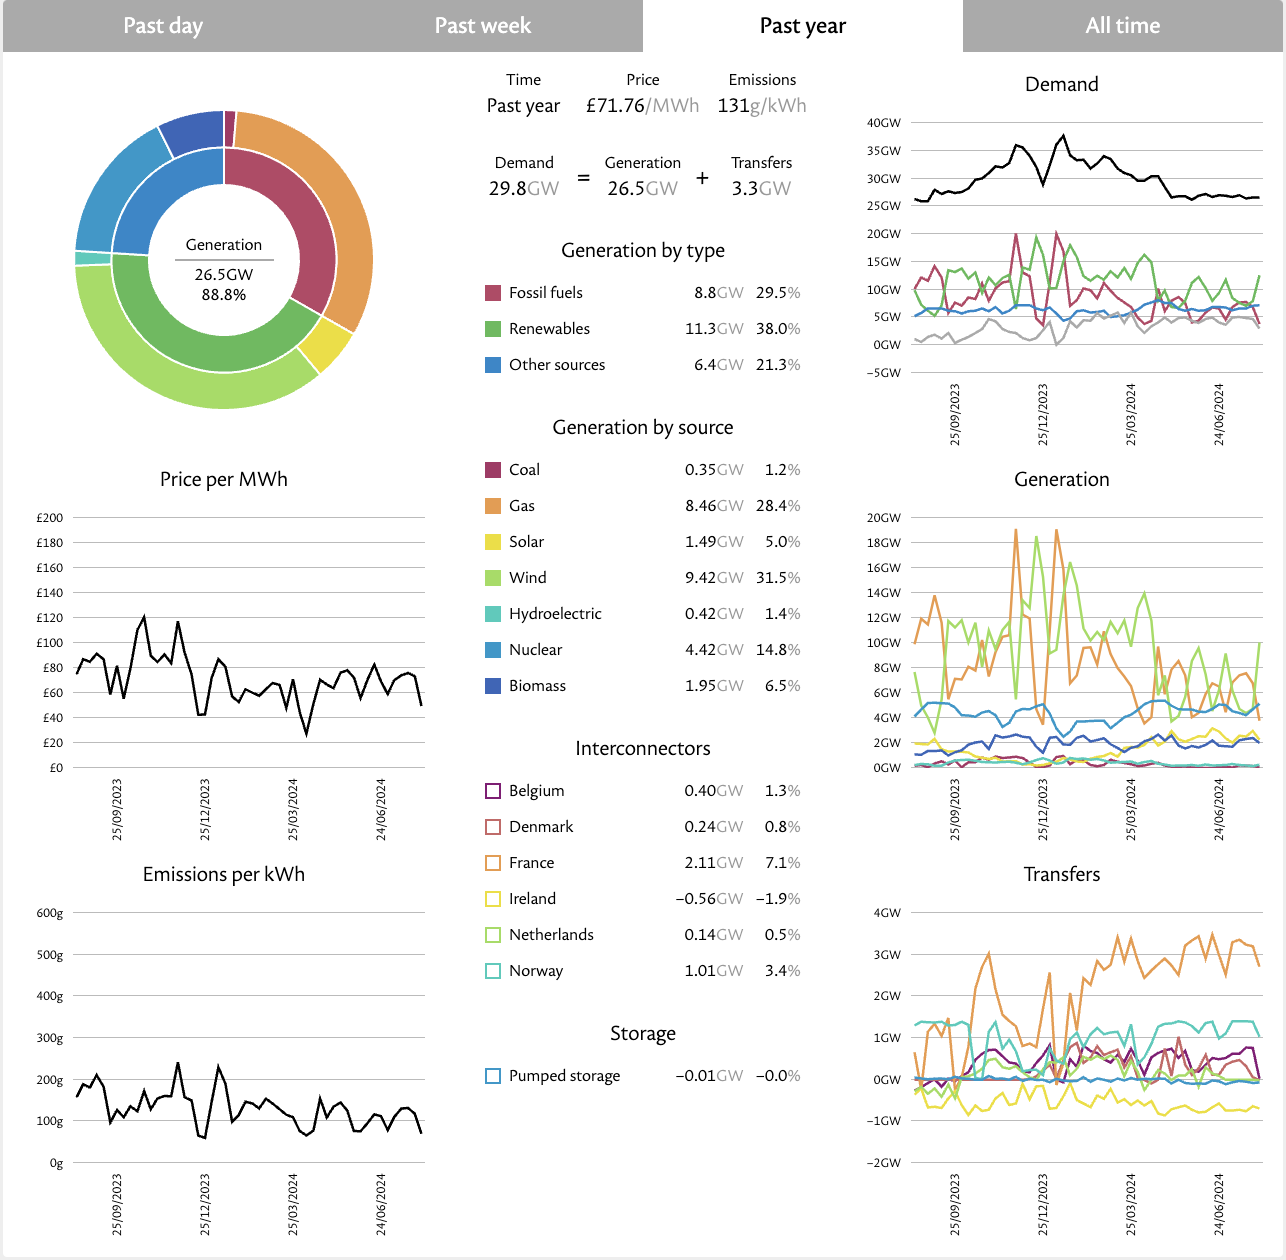 Past day
Past week
Past year
All time
Generation
26.5GW
88.8%
Time Price Emissions
Past year £71.76/MWh 131g/kWh
Demand Generation Transfers
29.8GW = 26.5GW + 3.3GW
Generation by type
Fossil fuels 8.8GW 29.5%
Renewables 11.3GW 38.0%
Other sources 6.4GW 21.3%
Generation by source
Coal 0.35GW 1.2%
Gas 8.46GW 28.4%
Solar 1.49GW 5.0%
Wind 9.42GW 31.5%
Hydroelectric 0.42GW 1.4%
Nuclear 4.42GW 14.8%
Biomass 1.95GW 6.5%
Interconnectors
Belgium 0.40GW 1.3%
Denmark 0.24GW 0.8%
France 2.11GW 7.1%
Ireland −0.56GW −1.9%
Netherlands 0.14GW 0.5%
Norway 1.01GW 3.4%
Storage
Pumped storage −0.01GW −0.0%
Price per MWh
£200
£180
£160
£140
£120
£100
£80
£60
£40
£20
£0
25/09/2023
25/12/2023
25/03/2024
24/06/2024
Emissions per kWh
600g
500g
400g
300g
200g
100g
0g
25/09/2023
25/12/2023
25/03/2024
24/06/2024
Demand
40GW
35GW
30GW
25GW
20GW
15GW
10GW
5GW
0GW
−5GW
25/09/2023
25/12/2023
25/03/2024
24/06/2024
Generation
20GW
18GW
16GW
14GW
12GW
10GW
8GW
6GW
4GW
2GW
0GW
25/09/2023
25/12/2023
25/03/2024
24/06/2024
Transfers
4GW
3GW
2GW
1GW
0GW
−1GW
−2GW
25/09/2023
25/12/2023
25/03/2024
24/06/2024